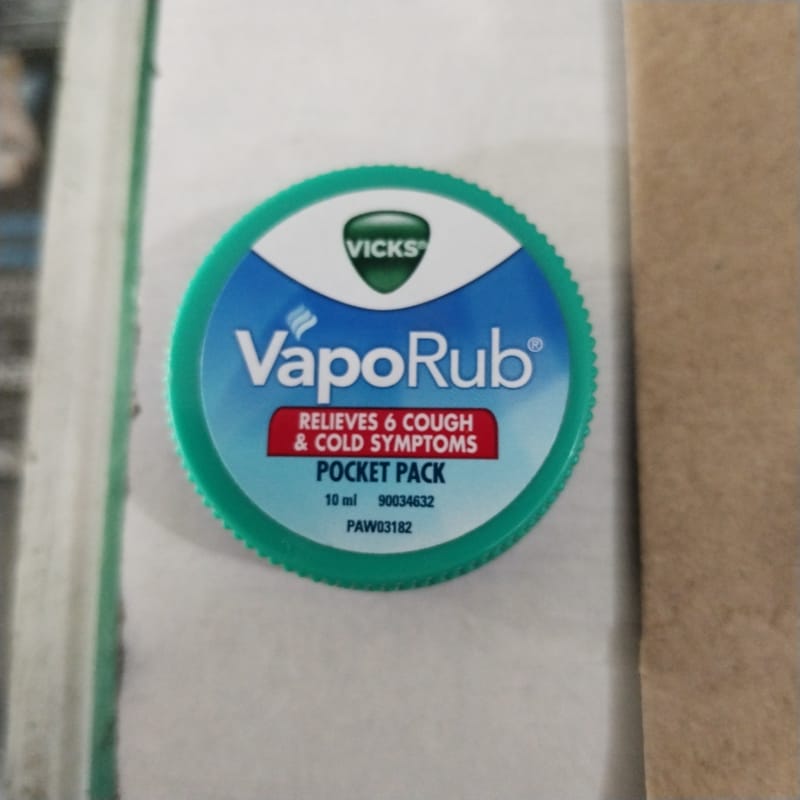 VICKS®
VapoRub®
RELIEVES 6 COUGH
& COLD SYMPTOMS
POCKET PACK
10 ml 90034632
PAW03182